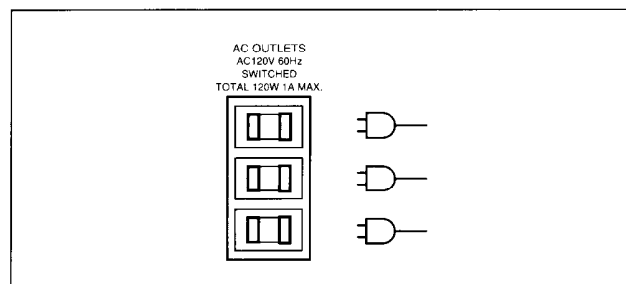 AC OUTLETS
AC120V 60Hz
SWITCHED
TOTAL 120W 1A MAX.